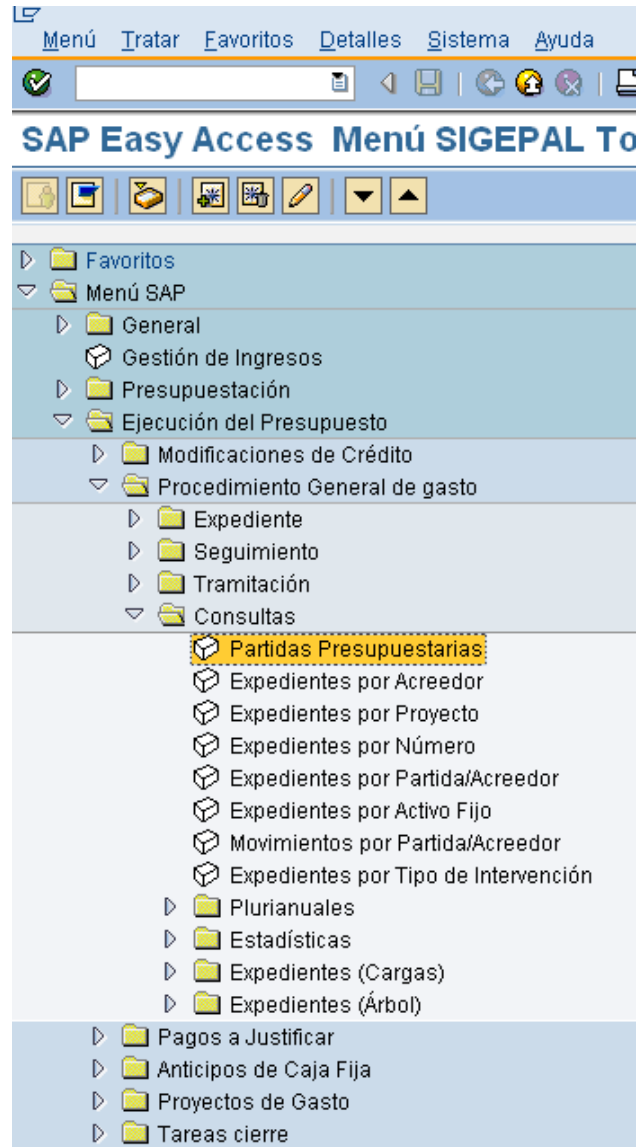 Menú Tratar Favoritos Detalles Sistema Ayuda
SAP Easy Access Menú SIGEPAL To
Favoritos
Menú SAP
General
Gestión de Ingresos
Presupuestación
Ejecución del Presupuesto
Modificaciones de Crédito
Procedimiento General de gasto
Expediente
Seguimiento
Tramitación
Consultas
Partidas Presupuestarias
Expedientes por Acreedor
Expedientes por Proyecto
Expedientes por Número
Expedientes por Partida/Acreedor
Expedientes por Activo Fijo
Movimientos por Partida/Acreedor
Expedientes por Tipo de Intervención
Plurianuales
Estadísticas
Expedientes (Cargas)
Expedientes (Árbol)
Pagos a Justificar
Anticipos de Caja Fija
Proyectos de Gasto
Tareas cierre